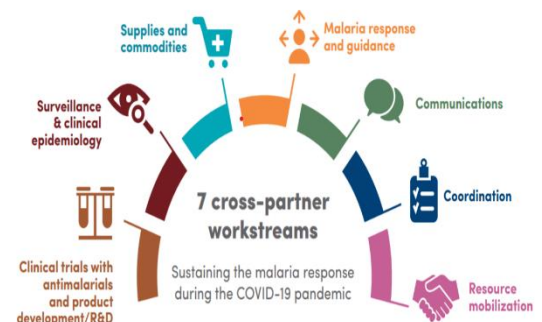 Supplies and
commodities
Malaria response
and guidance
Surveillance
& clinical
epidemiology
Communications
7 cross-partner
workstreams
Coordination
Sustaining the malaria response
during the COVID-19 pandemic
Clinical trials with
antimalarials
and product
development/R&D
Resource
mobilization